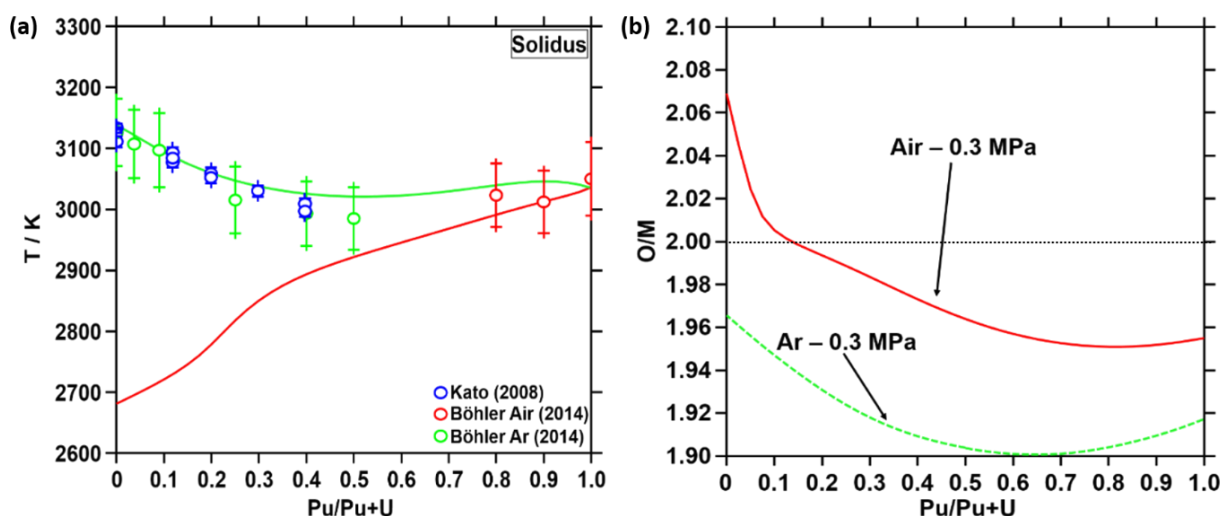 (a)
3300
3200
3100
3000
2900
2800
2700
2600
T / K
Solidus
Kato (2008)
Böhler Air (2014)
Böhler Ar (2014)
0 0.1 0.2 0.3 0.4 0.5 0.6 0.7 0.8 0.9 1.0
Pu/Pu+U
(b)
2.10
2.08
2.06
2.04
2.02
2.00
1.98
1.96
1.94
1.92
1.90
O/M
Air – 0.3 MPa
Ar – 0.3 MPa
0 0.1 0.2 0.3 0.4 0.5 0.6 0.7 0.8 0.9 1.0
Pu/Pu+U